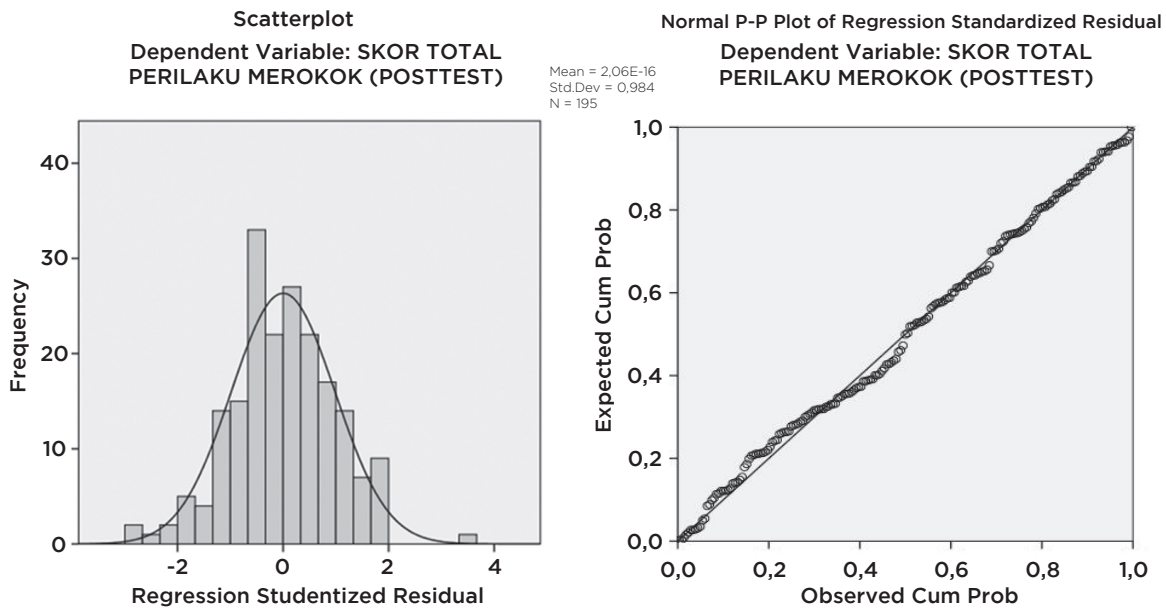 Scatterplot
Dependent Variable: SKOR TOTAL
PERILAKU MEROKOK (POSTTEST)
Mean = 2,06E-16
Std.Dev = 0,984
N = 195
Frequency
40
30
20
10
0
-2 0 2 4
Regression Studentized Residual
Normal P-P Plot of Regression Standardized Residual
Dependent Variable: SKOR TOTAL
PERILAKU MEROKOK (POSTTEST)
Expected Cum Prob
1,0
0,8
0,6
0,4
0,2
0,0
0,0 0,2 0,4 0,6 0,8 1,0
Observed Cum Prob